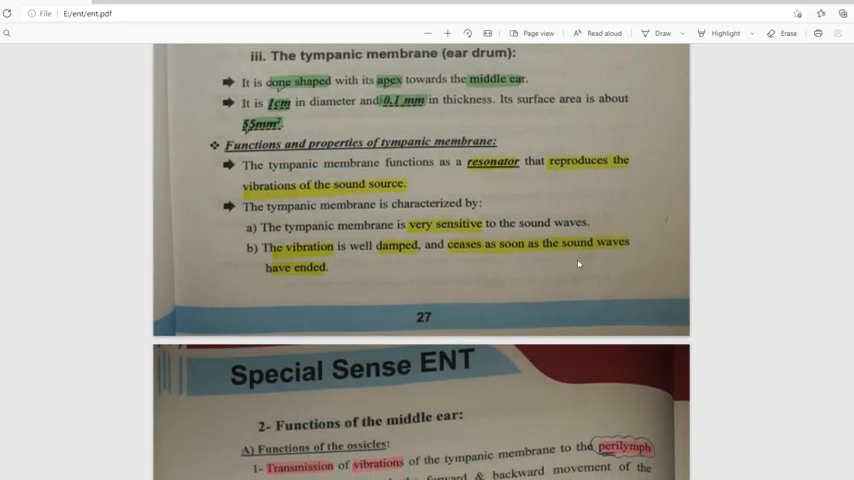 File
E:/ent/ent.pdf
Page view
Read aloud
Draw
Highlight
Erase
iii. The tympanic membrane (ear drum):
It is cone shaped with its apex towards the middle ear.
It is 1cm in diameter and 0.1 mm in thickness. Its surface area is about
55mm².
Functions and properties of tympanic membrane:
The tympanic membrane functions as a resonator that reproduces the
vibrations of the sound source.
The tympanic membrane is characterized by:
a) The tympanic membrane is very sensitive to the sound waves.
b) The vibration is well damped, and ceases as soon as the sound waves
have ended.
27
Special Sense ENT
2- Functions of the middle ear:
A) Functions of the ossicles:
1- Transmission of vibrations of the tympanic membrane to the perilymph
forward & backward movement of the